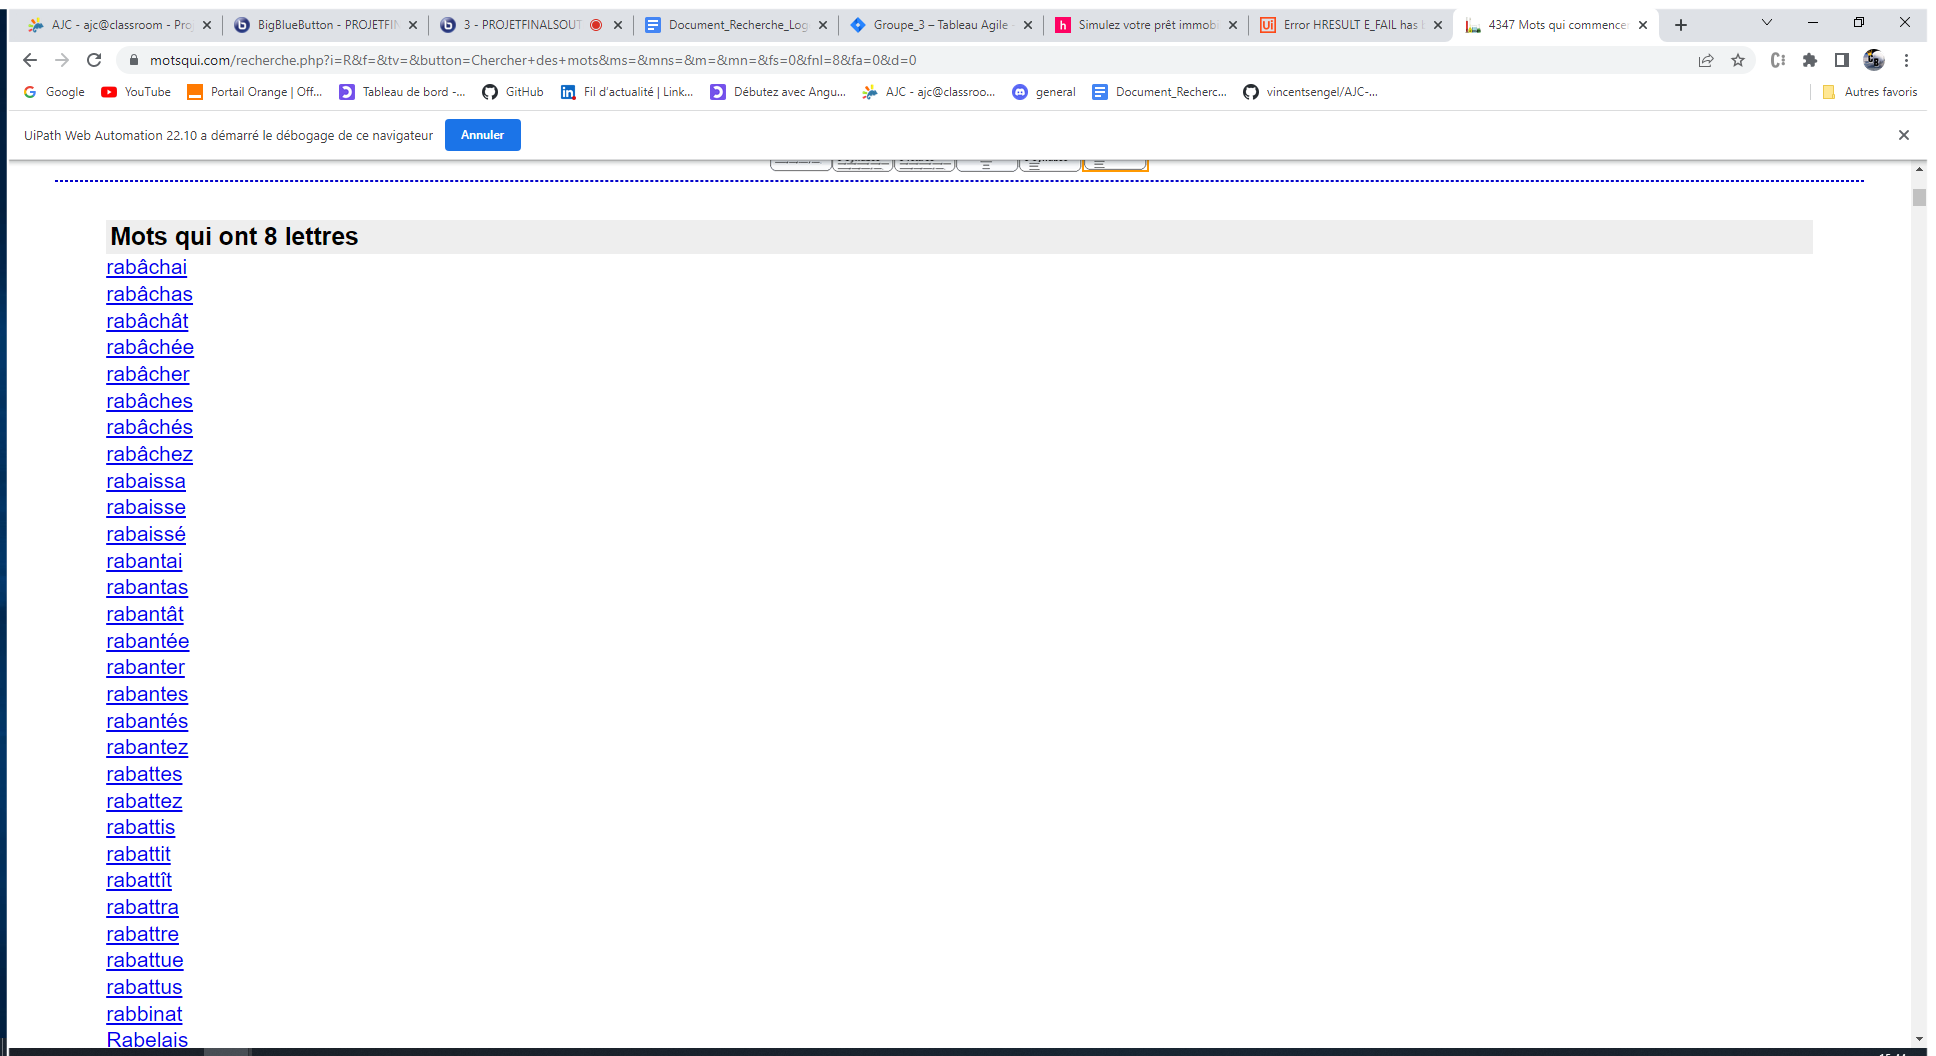 AJC - ajc@classroom - Proj
BigBlueButton - PROJETFIN
3 - PROJETFINALSOUT
Document_Recherche_Log
Groupe_3 – Tableau Agile -
Simulez votre prêt immobi
Error HRESULT E_FAIL has b
4347 Mots qui commencen
motsqui.com/recherche.php?i=R&f=&tv=&button=Chercher+des+mots&ms=&mns=&m=&mn=&fs=0&fnl=8&fa=0&d=0
Google
YouTube
Portail Orange | Off...
Tableau de bord -...
GitHub
Fil d'actualité | Link...
Débutez avec Angu...
AJC - ajc@classroo...
general
Document_Recherc...
vincentsengel/AJC-...
Autres favoris
UiPath Web Automation 22.10 a démarré le débogage de ce navigateur
Annuler
Mots qui ont 8 lettres
rabâchai
rabâchas
rabâchât
rabâchée
rabâcher
rabâches
rabâchés
rabâchez
rabaissa
rabaisse
rabaissé
rabantai
rabantas
rabantât
rabantée
rabanter
rabantes
rabantés
rabantez
rabattes
rabattez
rabattis
rabattit
rabattît
rabattra
rabattre
rabattue
rabattus
rabbinat
Rabelais